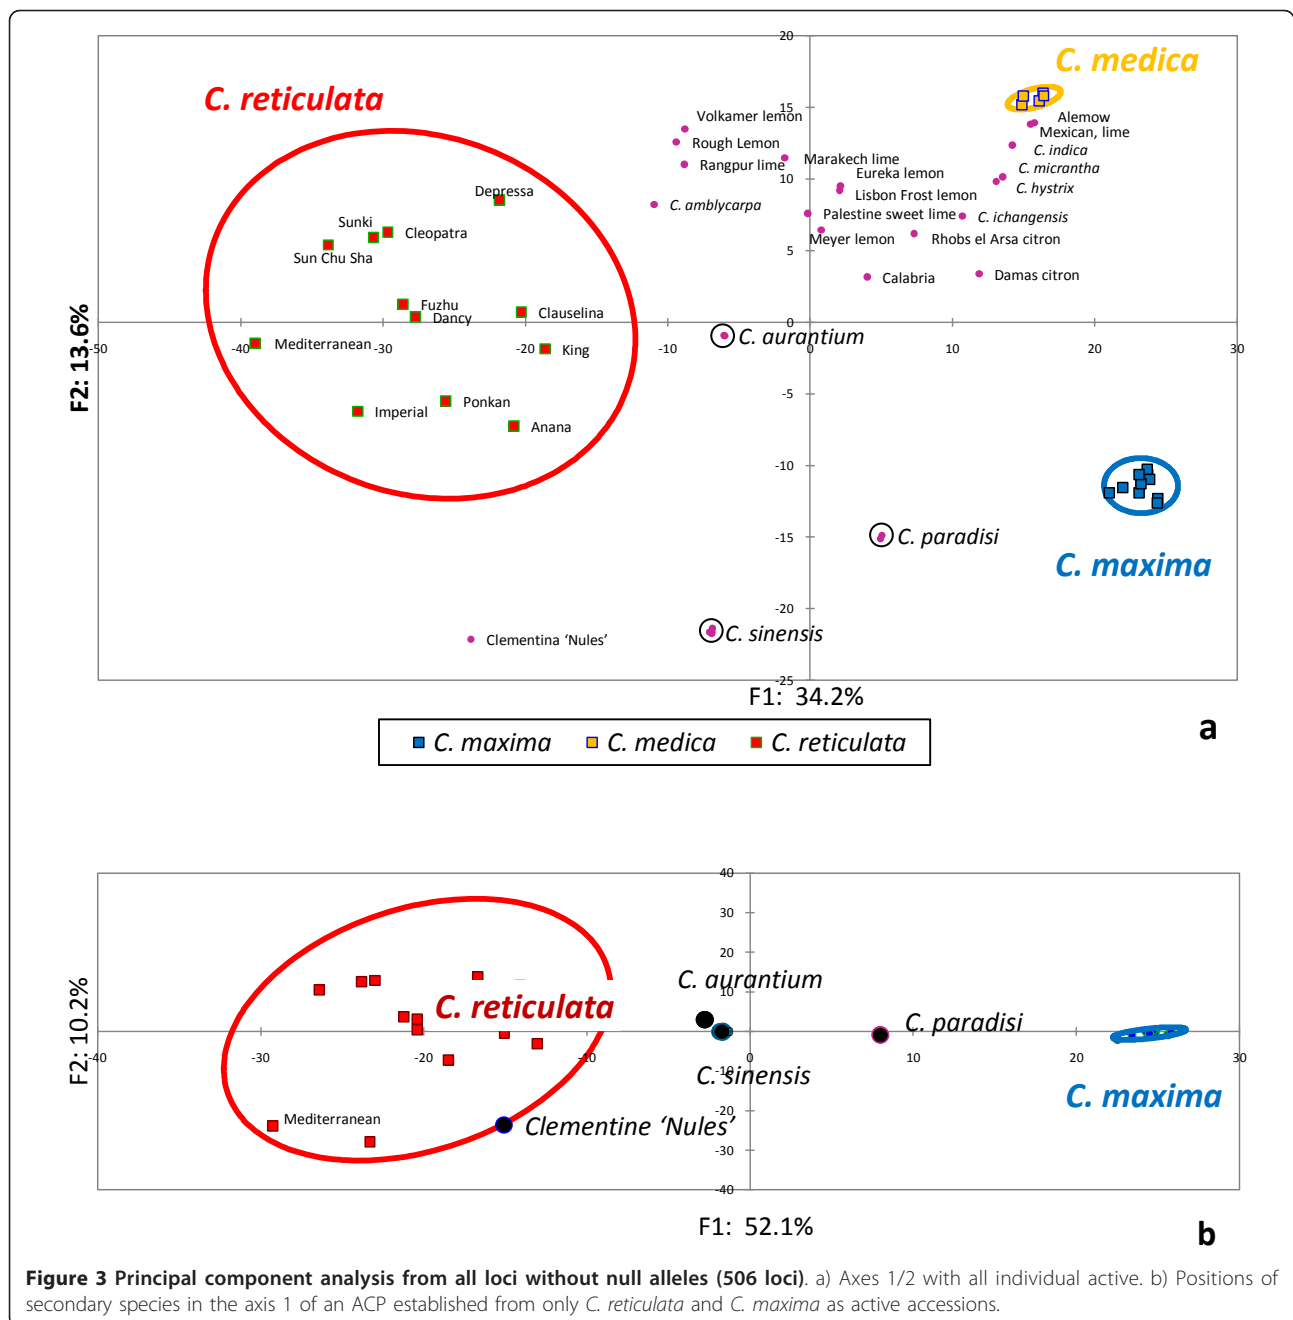 20
C. medica
C. reticulata
15
Volkamer lemon
Alemow
Mexican, lime
Rough Lemon
Marakech lime
C. indica
Rangpur lime
10
Eureka lemon
C. micrantha
Depressa
Lisbon Frost lemon
C. hystrix
C. amblycarpa
Palestine sweet lime
C. ichangensis
Sunki
Cleopatra
Meyer lemon
Rhobs el Arsa citron
5
Sun Chu Sha
Calabria
Damas citron
Fuzhu
Clauselina
Dancy
0
C. aurantium
-50 -40 -30 -20 -10 0 10 20 30
Mediterranean
King
F2: 13.6%
-5
Imperial
Ponkan
Anana
-10
-15
C. paradisi
C. maxima
-20
Clementina ‘Nules’
C. sinensis
-25
F1: 34.2%
a
C. maxima C. medica C. reticulata
40
30
20
C. aurantium
10
C. reticulata
C. paradisi
F2: 10.2%
0
-40 -30 -20 -10 0 10 20 30
-10
C. sinensis
C. maxima
-20
Mediterranean
Clementine ‘Nules’
-30
-40
F1: 52.1%
b
Figure 3 Principal component analysis from all loci without null alleles (506 loci). a) Axes 1/2 with all individual active. b) Positions of
secondary species in the axis 1 of an ACP established from only C. reticulata and C. maxima as active accessions.